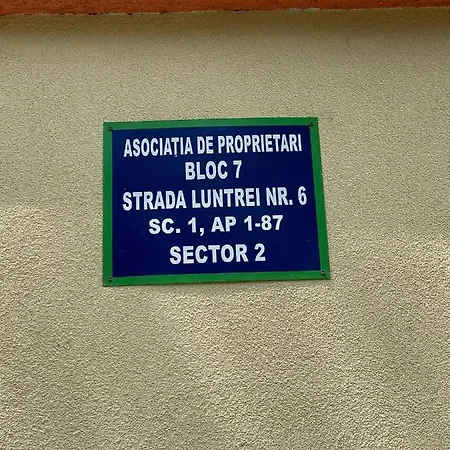 ASOCIAȚIA DE PROPRIETARI
BLOC 7
STRADA LUNTREI NR. 6
SC. 1, AP 1-87
SECTOR 2